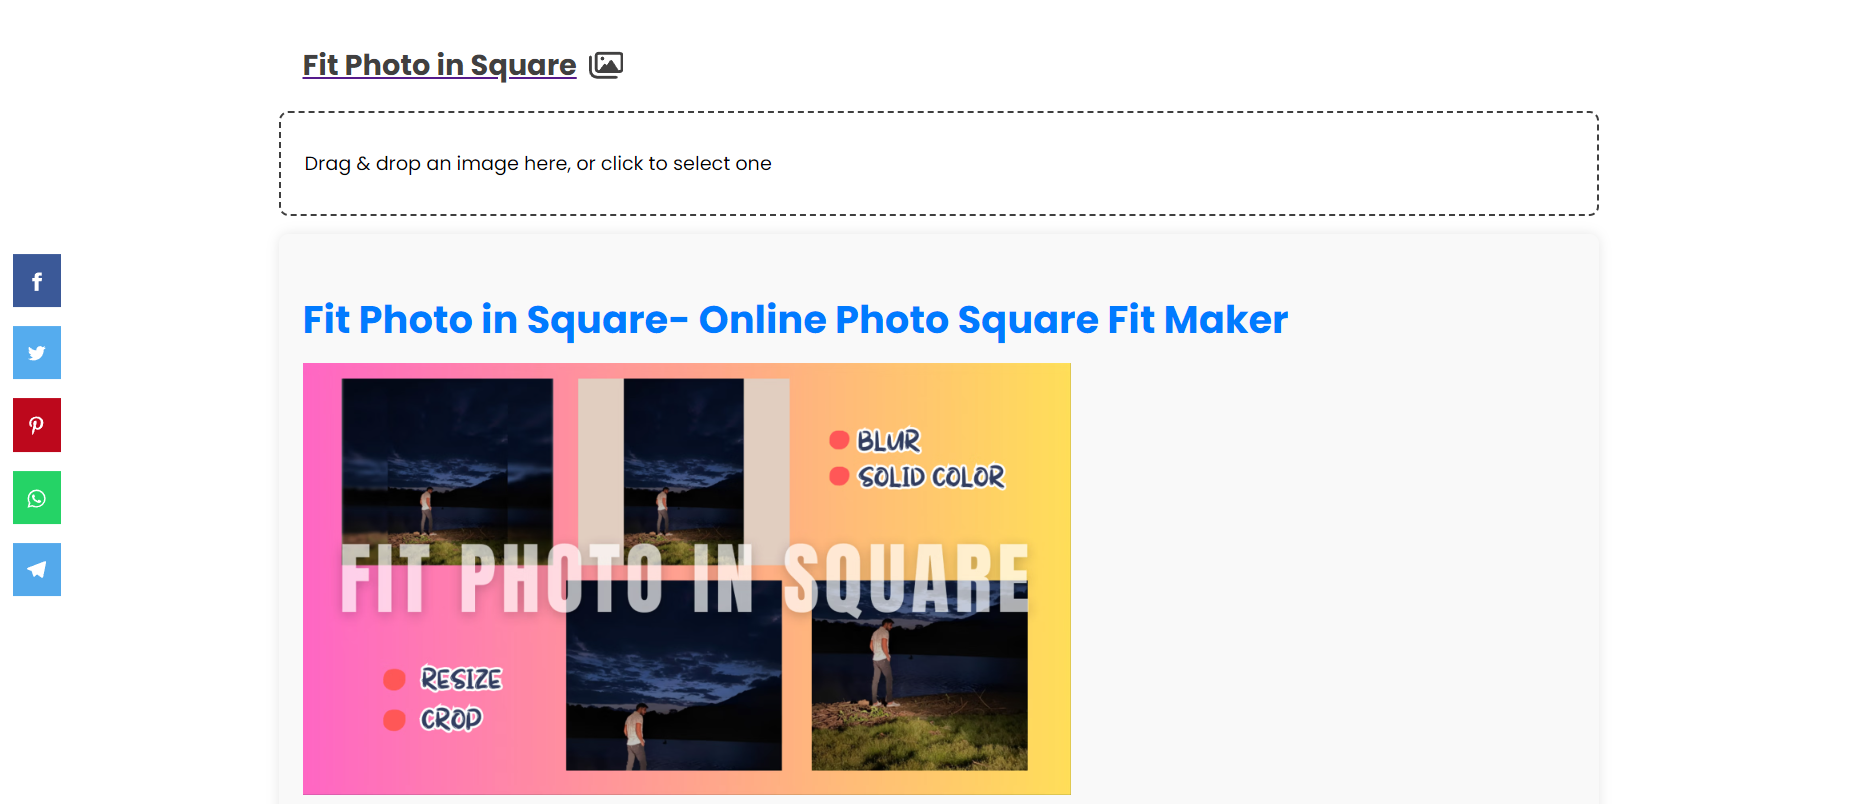 Fit Photo in Square
Drag & drop an image here, or click to select one
Fit Photo in Square- Online Photo Square Fit Maker
BLUR
SOLID COLOR
FIT PHOTO IN SQUARE
RESIZE
CROP